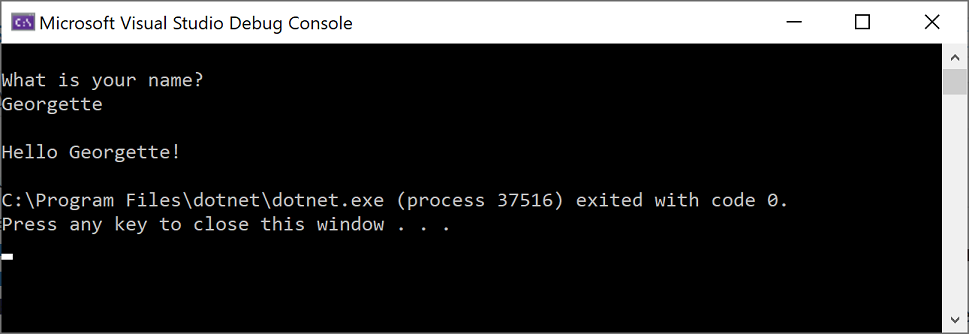 Microsoft Visual Studio Debug Console
What is your name?
Georgette
Hello Georgette!
C:\Program Files\dotnet\dotnet.exe (process 37516) exited with code 0.
Press any key to close this window . . .